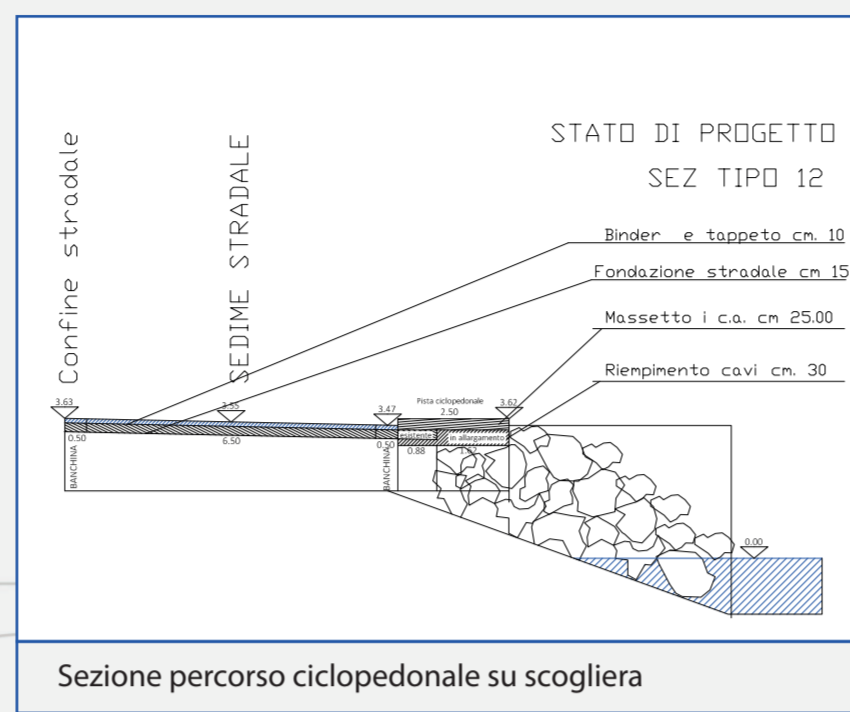 STATO DI PROGETTO
SEZ TIPO 12
Confine stradale
SEDIME STRADALE
Binder e tappeto cm. 10
Fondazione stradale cm 15
Massetto i c.a. cm 25.00
Riempimento cavi cm. 30
3.63
3.55
3.47
Pista ciclopedonale
2.50
3.62
0.50
6.50
0.50
esistente
in allargamento
0.88
1.62
BANCHINA
BANCHINA
0.00
Sezione percorso ciclopedonale su scogliera